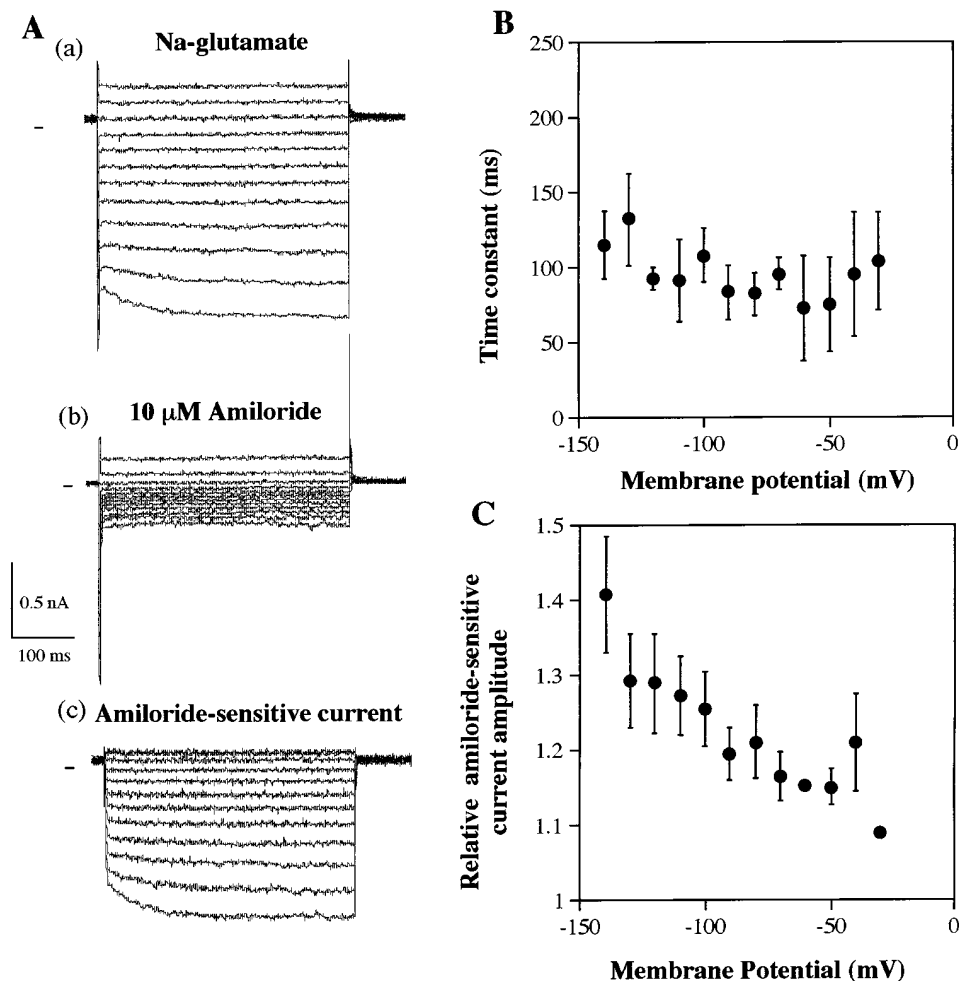 A
(a)
Na-glutamate
(b)
10 µM Amiloride
0.5 nA
100 ms
(c)
Amiloride-sensitive current
B
Time constant (ms)
250
200
150
100
50
0
-150
-100
-50
0
Membrane potential (mV)
C
Relative amiloride-sensitive
current amplitude
1.5
1.4
1.3
1.2
1.1
1
-150
-100
-50
0
Membrane Potential (mV)